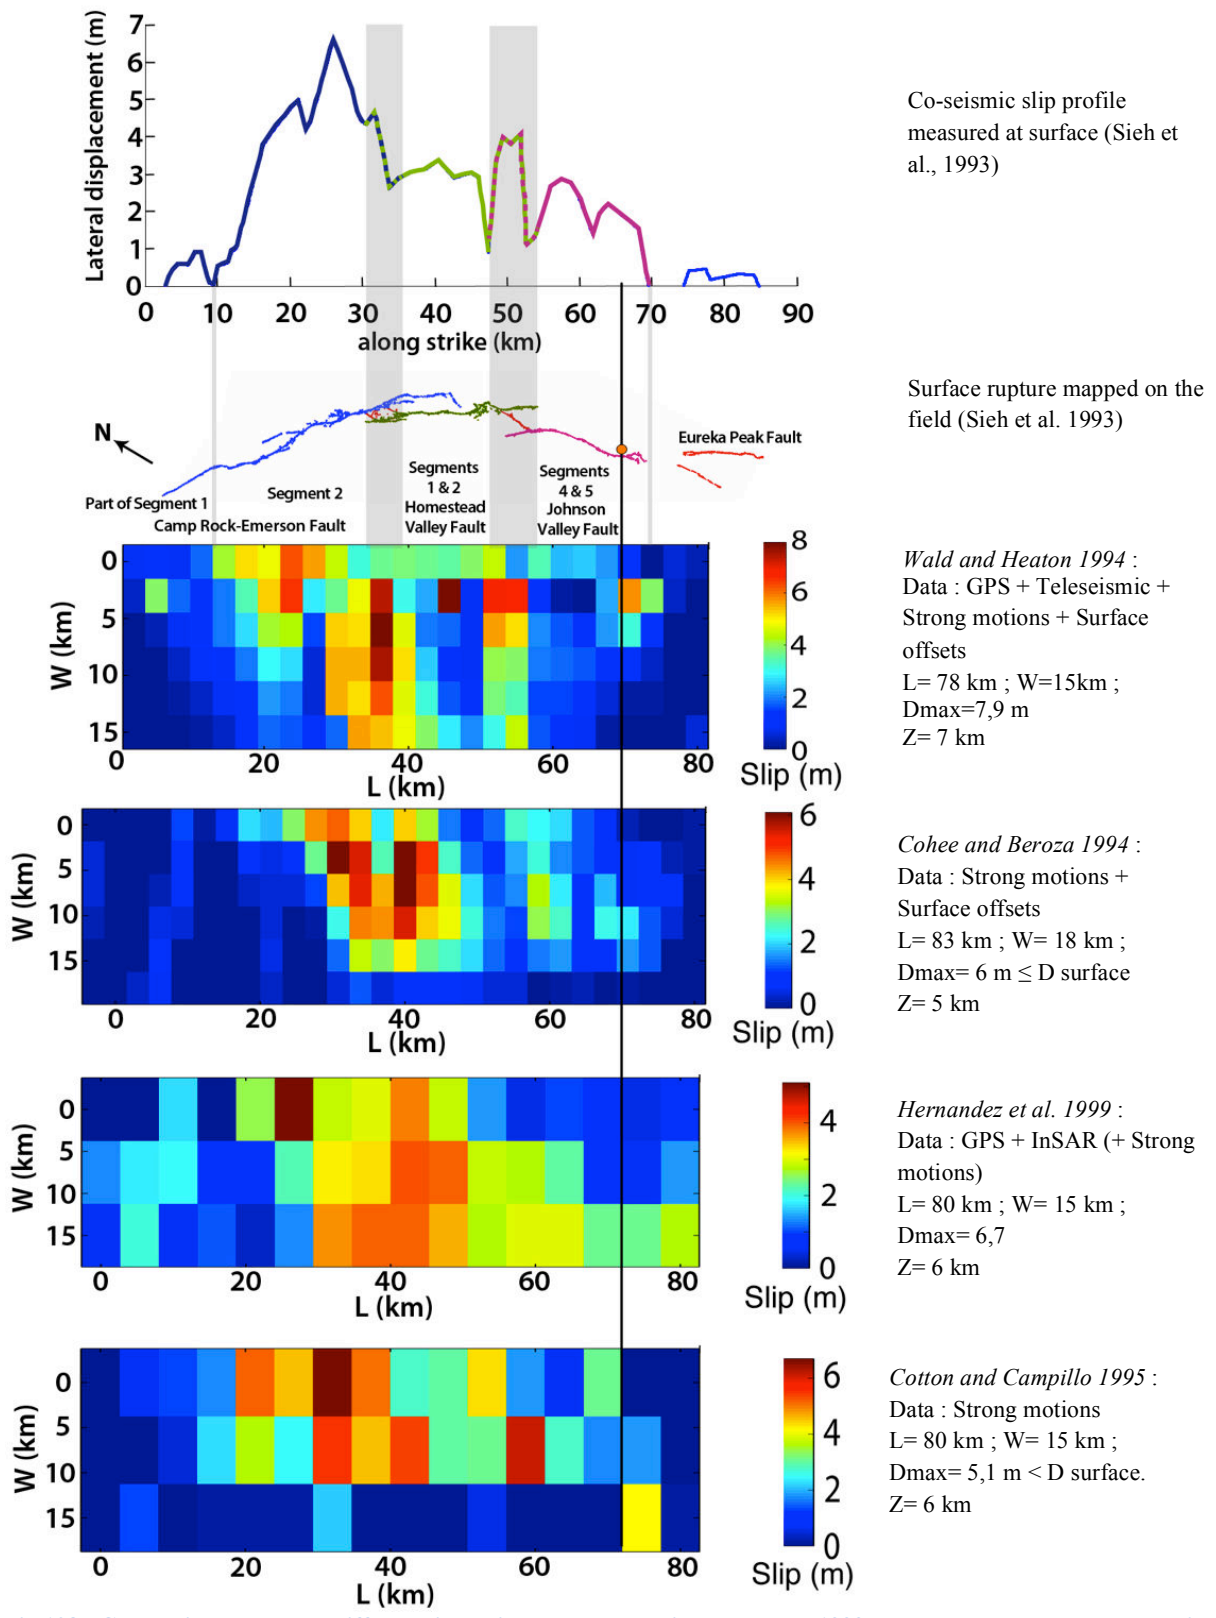 7
6
5
4
3
2
1
0
Lateral displacement (m)
0 10 20 30 40 50 60 70 80 90
along strike (km)
Co-seismic slip profile
measured at surface (Sieh et
al., 1993)
Surface rupture mapped on the
field (Sieh et al. 1993)
N
Part of Segment 1
Segment 2
Camp Rock-Emerson Fault
Segments
1 & 2
Homestead
Valley Fault
Segments
4 & 5
Johnson
Valley Fault
Eureka Peak Fault
W (km)
0
5
10
15
0 20 40 60 80
L (km)
8
6
4
2
0
Slip (m)
Wald and Heaton 1994 :
Data : GPS + Teleseismic +
Strong motions + Surface
offsets
L= 78 km ; W=15km ;
Dmax=7,9 m
Z= 7 km
W (km)
0
5
10
15
0 20 40 60 80
L (km)
6
4
2
0
Slip (m)
Cohee and Beroza 1994 :
Data : Strong motions +
Surface offsets
L= 83 km ; W= 18 km ;
Dmax= 6 m ≤ D surface
Z= 5 km
W (km)
0
5
10
15
0 20 40 60 80
L (km)
4
2
0
Slip (m)
Hernandez et al. 1999 :
Data : GPS + InSAR (+ Strong
motions)
L= 80 km ; W= 15 km ;
Dmax= 6,7
Z= 6 km
W (km)
0
5
10
15
0 20 40 60 80
L (km)
6
4
2
0
Slip (m)
Cotton and Campillo 1995 :
Data : Strong motions
L= 80 km ; W= 15 km ;
Dmax= 5,1 m < D surface.
Z= 6 km